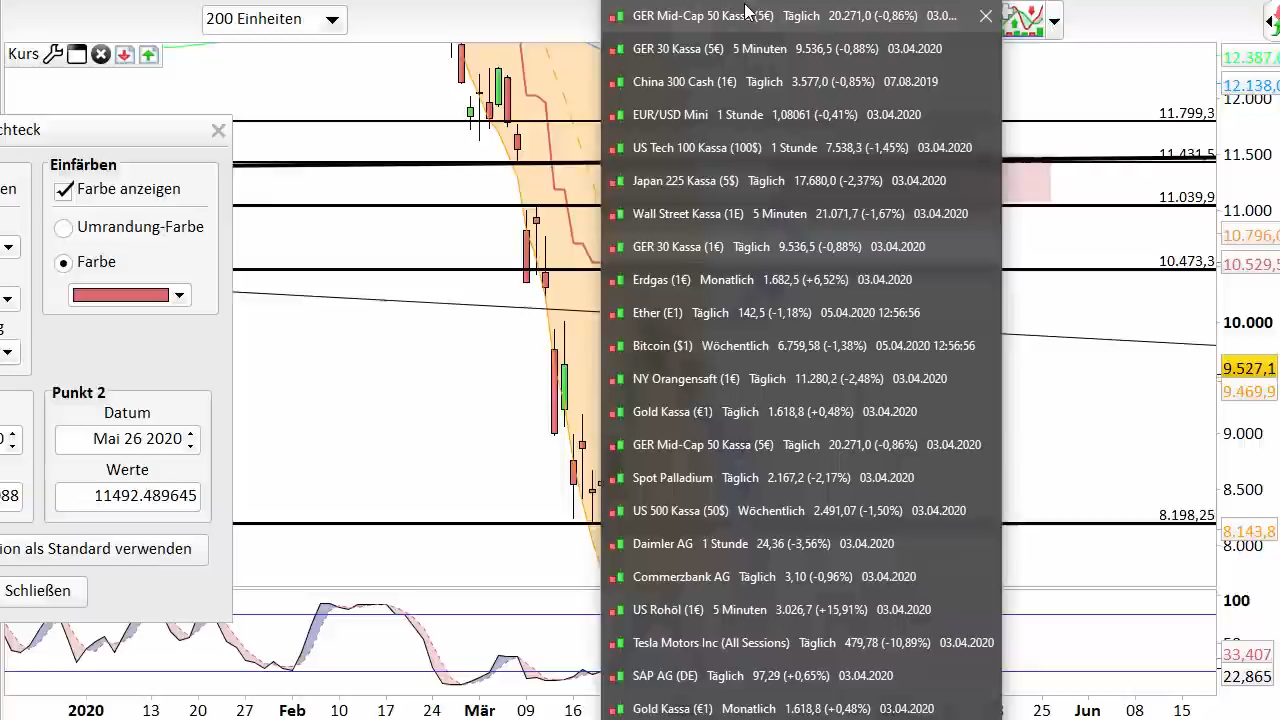 200 Einheiten
Kurs
chteck
Einfärben
en
Farbe anzeigen
Umrandung-Farbe
Farbe
g
Punkt 2
Datum
0
Mai 26 2020
Werte
988
11492.489645
ion als Standard verwenden
Schließen
GER Mid-Cap 50 Kassa (5€) Täglich 20.271,0 (-0,86%) 03.0...
GER 30 Kassa (5€) 5 Minuten 9.536,5 (-0,88%) 03.04.2020
China 300 Cash (1€) Täglich 3.577,0 (-0,85%) 07.08.2019
EUR/USD Mini 1 Stunde 1,08061 (-0,41%) 03.04.2020
US Tech 100 Kassa (100$) 1 Stunde 7.538,3 (-1,45%) 03.04.2020
Japan 225 Kassa (5$) Täglich 17.680,0 (-2,37%) 03.04.2020
Wall Street Kassa (1E) 5 Minuten 21.071,7 (-1,67%) 03.04.2020
GER 30 Kassa (1€) Täglich 9.536,5 (-0,88%) 03.04.2020
Erdgas (1€) Monatlich 1.682,5 (+6,52%) 03.04.2020
Ether (E1) Täglich 142,5 (-1,18%) 05.04.2020 12:56:56
Bitcoin ($1) Wöchentlich 6.759,58 (-1,38%) 05.04.2020 12:56:56
NY Orangensaft (1€) Täglich 11.280,2 (-2,48%) 03.04.2020
Gold Kassa (€1) Täglich 1.618,8 (+0,48%) 03.04.2020
GER Mid-Cap 50 Kassa (5€) Täglich 20.271,0 (-0,86%) 03.04.2020
Spot Palladium Täglich 2.167,2 (-2,17%) 03.04.2020
US 500 Kassa (50$) Wöchentlich 2.491,07 (-1,50%) 03.04.2020
Daimler AG 1 Stunde 24,36 (-3,56%) 03.04.2020
Commerzbank AG Täglich 3,10 (-0,96%) 03.04.2020
US Rohöl (1€) 5 Minuten 3.026,7 (+15,91%) 03.04.2020
Tesla Motors Inc (All Sessions) Täglich 479,78 (-10,89%) 03.04.2020
SAP AG (DE) Täglich 97,29 (+0,65%) 03.04.2020
Gold Kassa (€1) Monatlich 1.618,8 (+0,48%) 03.04.2020
11.799,3
11.431,5
11.039,9
10.473,3
8.198,25
12.387,0
12.138,0
12.000
11.500
11.000
10.796,0
10.529,5
10.000
9.527,1
9.469,9
9.000
8.500
8.143,8
8.000
100
33,407
22,865
2020 13 20 27 Feb 10 17 24 Mär 09 16 25 Jun 08 15